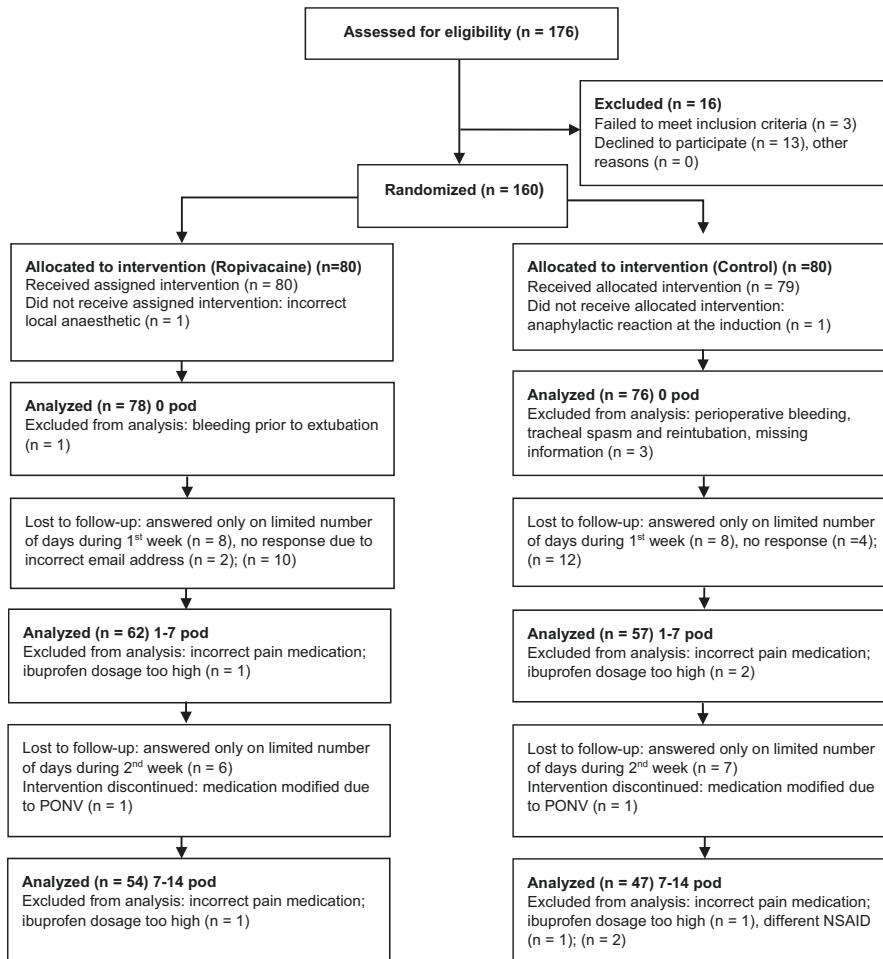 Assessed for eligibility (n = 176)
Excluded (n = 16)
Failed to meet inclusion criteria (n = 3)
Declined to participate (n = 13), other
reasons (n = 0)
Randomized (n = 160)
Allocated to intervention (Ropivacaine) (n=80)
Received assigned intervention (n = 80)
Did not receive assigned intervention: incorrect
local anaesthetic (n = 1)
Allocated to intervention (Control) (n =80)
Received allocated intervention (n = 79)
Did not receive allocated intervention:
anaphylactic reaction at the induction (n = 1)
Analyzed (n = 78) 0 pod
Excluded from analysis: bleeding prior to extubation
(n = 1)
Analyzed (n = 76) 0 pod
Excluded from analysis: perioperative bleeding,
tracheal spasm and reintubation, missing
information (n = 3)
Lost to follow-up: answered only on limited number
of days during 1st week (n = 8), no response due to
incorrect email address (n = 2); (n = 10)
Lost to follow-up: answered only on limited number
of days during 1st week (n = 8), no response (n =4);
(n = 12)
Analyzed (n = 62) 1-7 pod
Excluded from analysis: incorrect pain medication;
ibuprofen dosage too high (n = 1)
Analyzed (n = 57) 1-7 pod
Excluded from analysis: incorrect pain medication;
ibuprofen dosage too high (n = 2)
Lost to follow-up: answered only on limited number
of days during 2nd week (n = 6)
Intervention discontinued: medication modified due
to PONV (n = 1)
Lost to follow-up: answered only on limited number
of days during 2nd week (n = 7)
Intervention discontinued: medication modified due
to PONV (n = 1)
Analyzed (n = 54) 7-14 pod
Excluded from analysis: incorrect pain medication;
ibuprofen dosage too high (n = 1)
Analyzed (n = 47) 7-14 pod
Excluded from analysis: incorrect pain medication;
ibuprofen dosage too high (n = 1), different NSAID
(n = 1); (n = 2)